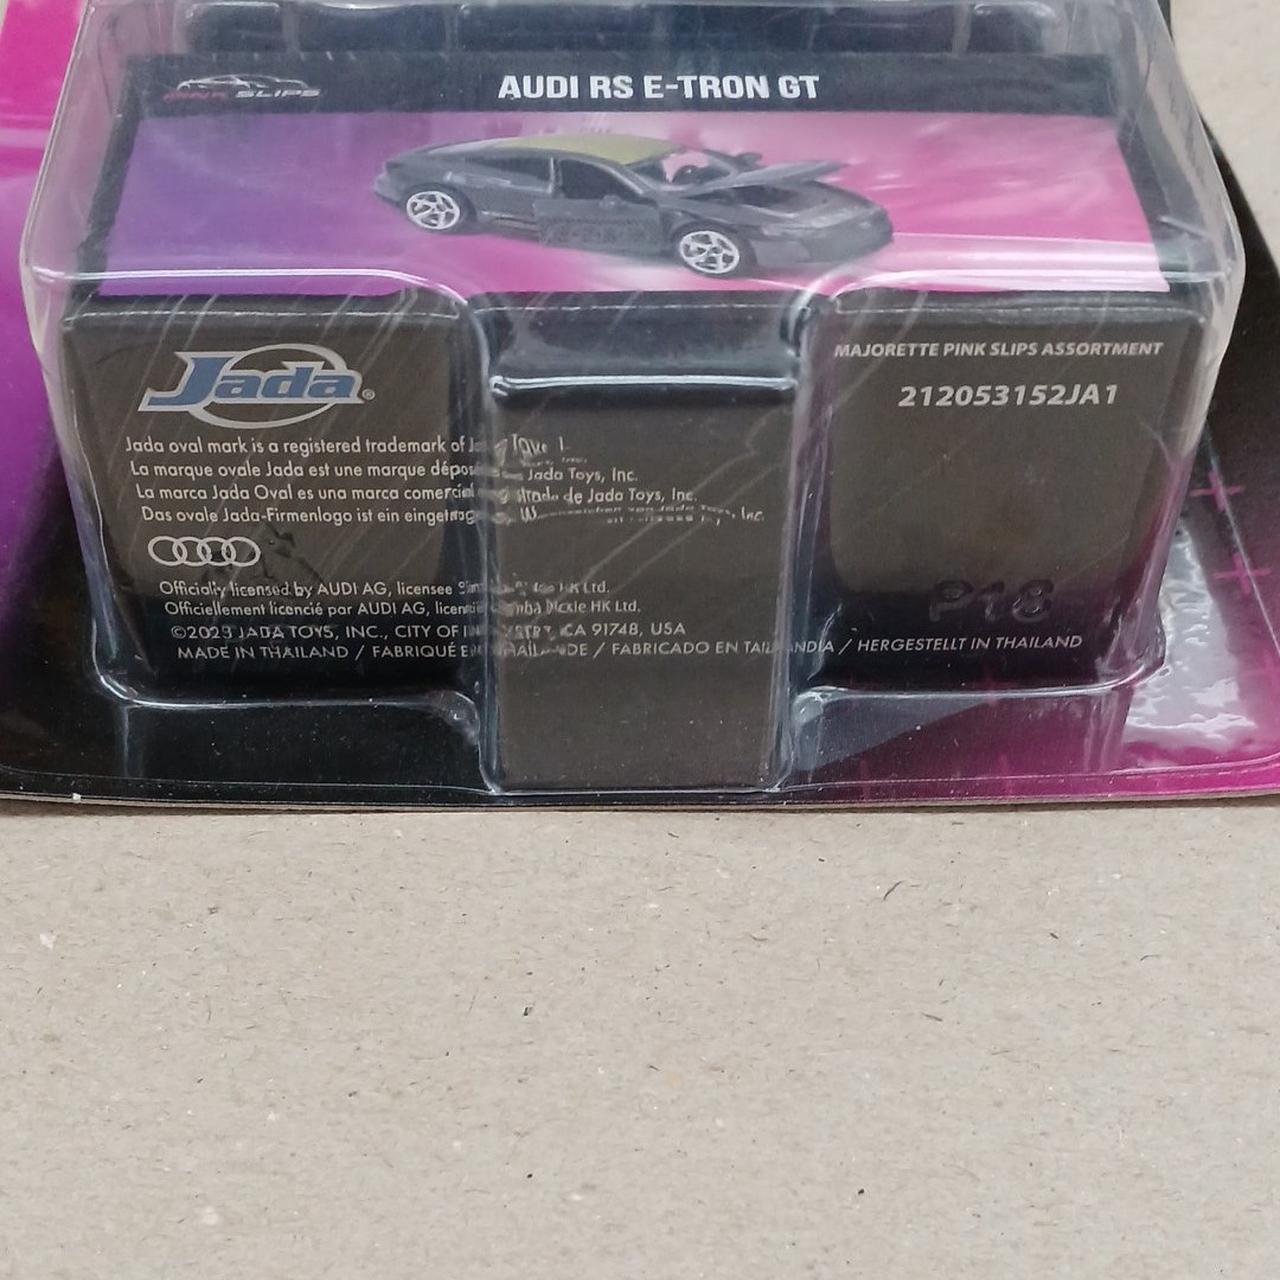 PINK SLIPS
AUDI RS E-TRON GT
Jada®
MAJORETTE PINK SLIPS ASSORTMENT
212053152JA1
Jada oval mark is a registered trademark of
La marque ovale Jada est une marque Jada Toys, Inc.
La marca Jada Oval es una marca de Jada Toys, Inc.
Das ovale Jada-Firmenlogo ist ein
Officially licensed by AUDI AG, licensee HK Ltd.
Officiellement licencié par AUDI AG, Dickie HK Ltd.
©2023 JADA TOYS, INC., CITY OF CA 91748, USA
MADE IN THAILAND / FABRIQUÉ / FABRICADO EN TAILANDIA / HERGESTELLT IN THAILAND
P18